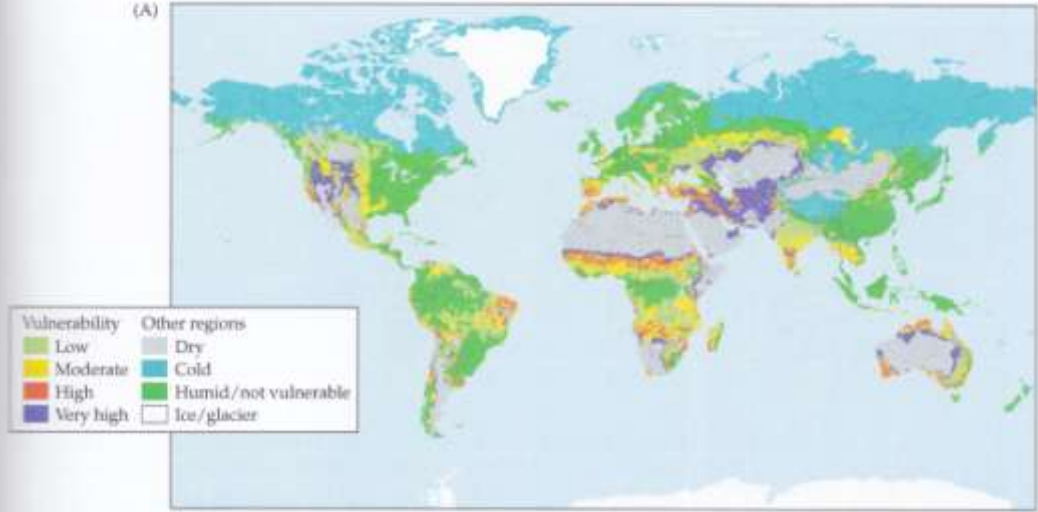 (A)
Vulnerability Other regions
Low Dry
Moderate Cold
High Humid/not vulnerable
Very high Ice/glacier